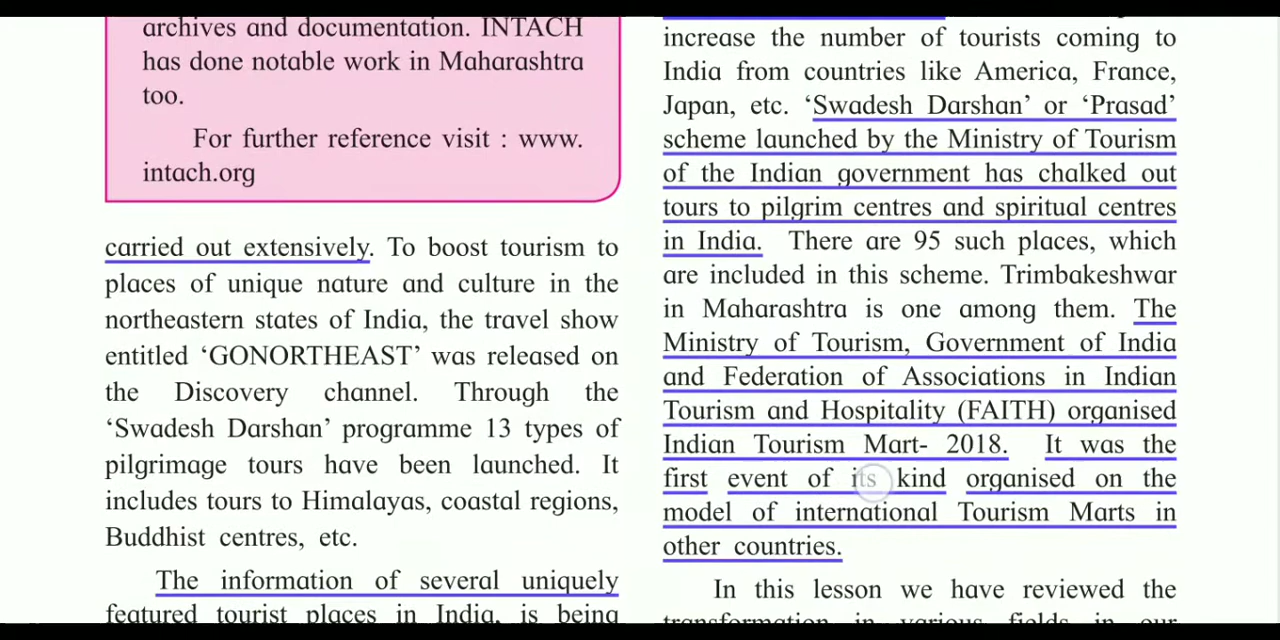 archives and documentation. INTACH
has done notable work in Maharashtra
too.
For further reference visit : www.
intach.org
carried out extensively. To boost tourism to
places of unique nature and culture in the
northeastern states of India, the travel show
entitled ‘GONORTHEAST’ was released on
the Discovery channel. Through the
‘Swadesh Darshan’ programme 13 types of
pilgrimage tours have been launched. It
includes tours to Himalayas, coastal regions,
Buddhist centres, etc.
The information of several uniquely
featured tourist places in India, is being
increase the number of tourists coming to
India from countries like America, France,
Japan, etc. ‘Swadesh Darshan’ or ‘Prasad’
scheme launched by the Ministry of Tourism
of the Indian government has chalked out
tours to pilgrim centres and spiritual centres
in India. There are 95 such places, which
are included in this scheme. Trimbakeshwar
in Maharashtra is one among them. The
Ministry of Tourism, Government of India
and Federation of Associations in Indian
Tourism and Hospitality (FAITH) organised
Indian Tourism Mart- 2018. It was the
first event of its kind organised on the
model of international Tourism Marts in
other countries.
In this lesson we have reviewed the
transformation in various fields in our